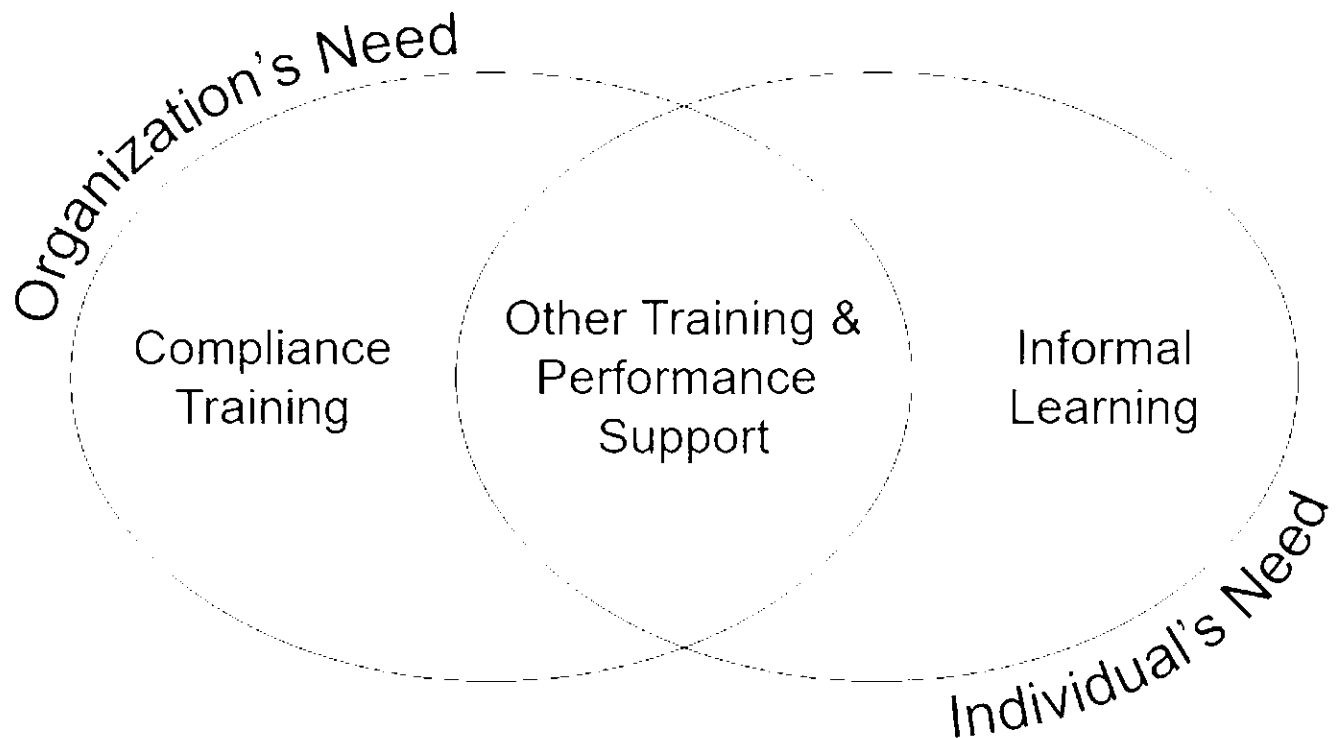 Organization's Need
Compliance
Training
Other Training &
Performance
Support
Informal
Learning
Individual's Need